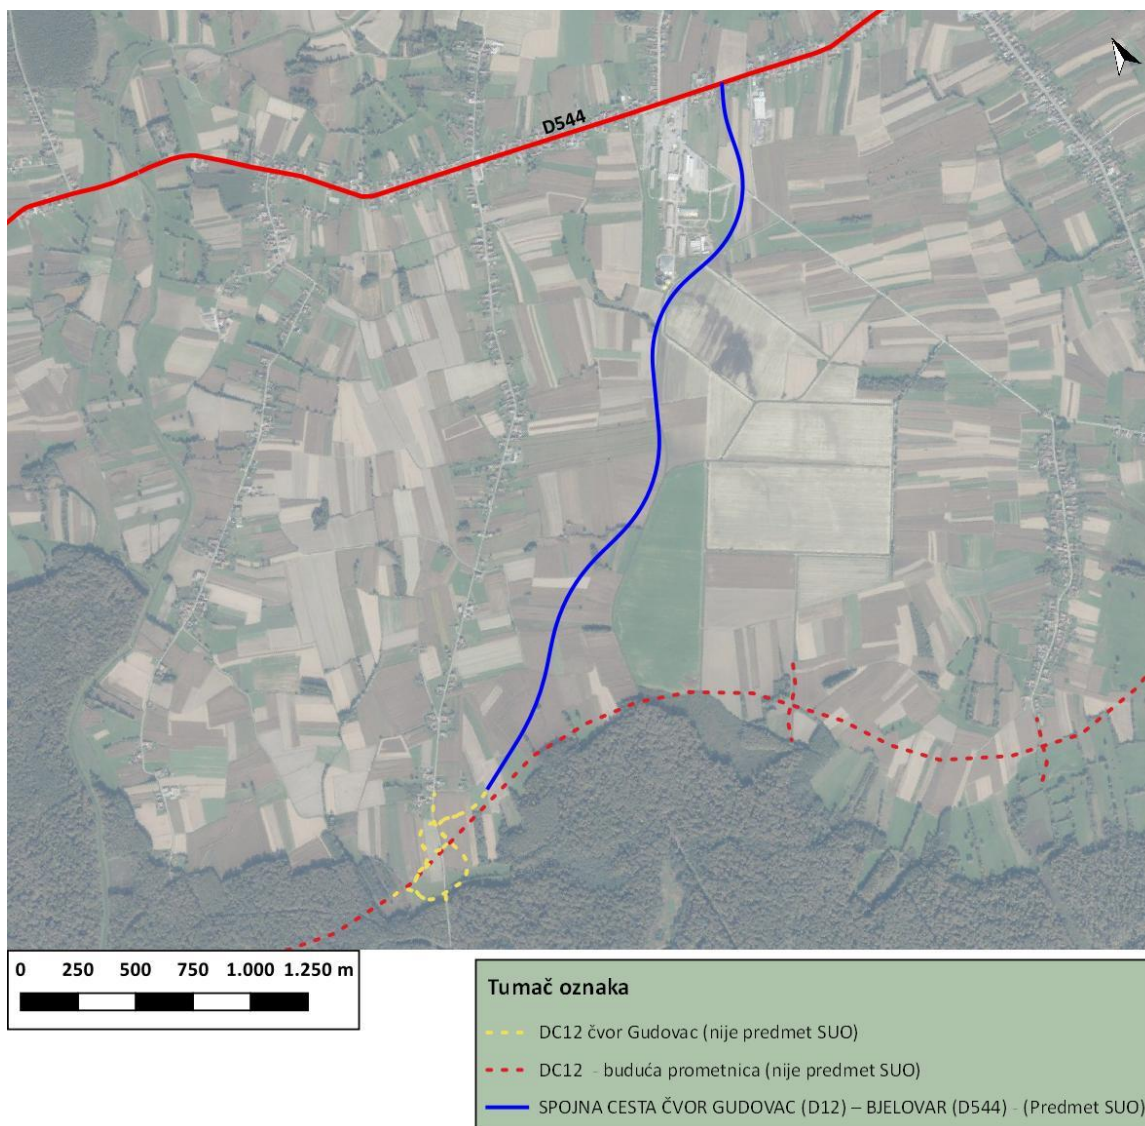 D544
0 250 500 750 1.000 1.250 m
Tumač oznaka
DC12 čvor Gudovac (nije predmet SUO)
DC12 - buduća prometnica (nije predmet SUO)
SPOJNA CESTA ČVOR GUDOVAC (D12) – BJELOVAR (D544) - (Predmet SUO)